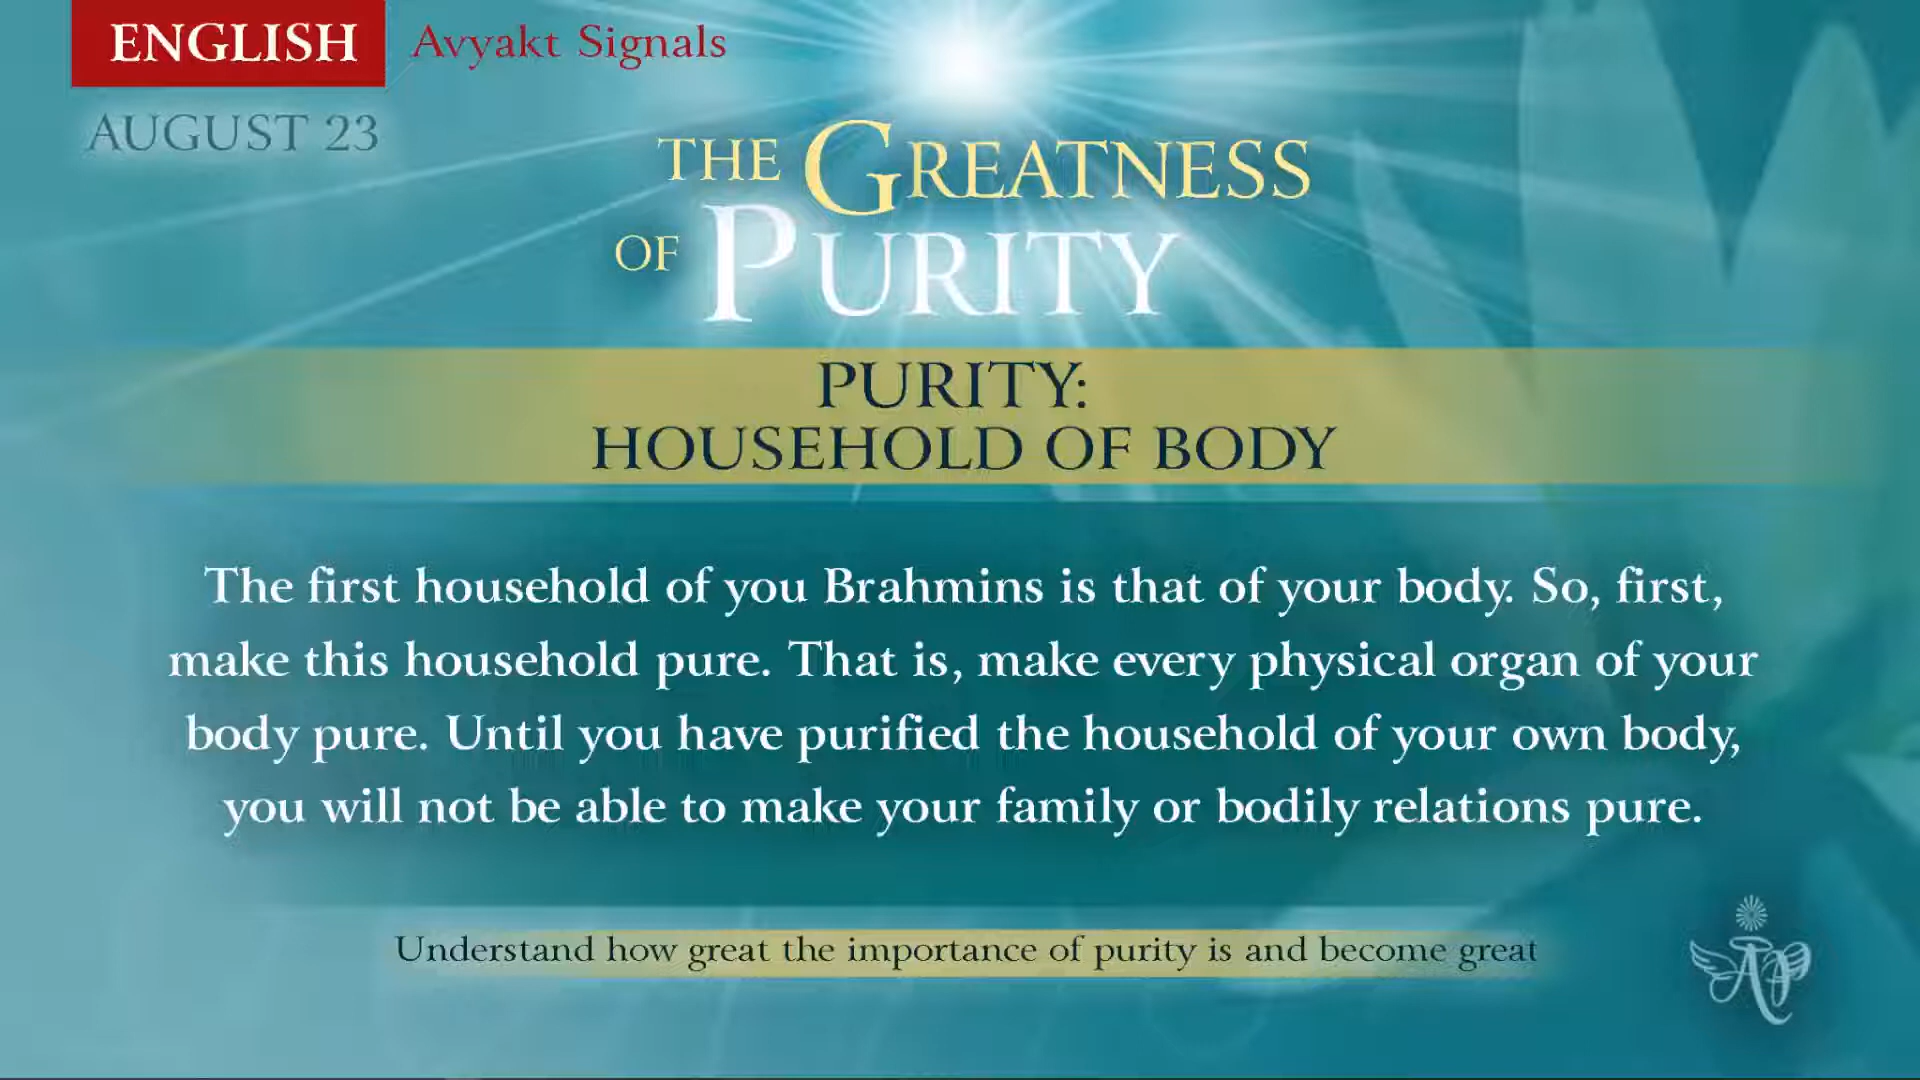 ENGLISH
Avyakt Signals
AUGUST 23
THE GREATNESS
OF PURITY
PURITY:
HOUSEHOLD OF BODY
The first household of you Brahmins is that of your body. So, first,
make this household pure. That is, make every physical organ of your
body pure. Until you have purified the household of your own body,
you will not be able to make your family or bodily relations pure.
Understand how great the importance of purity is and become great